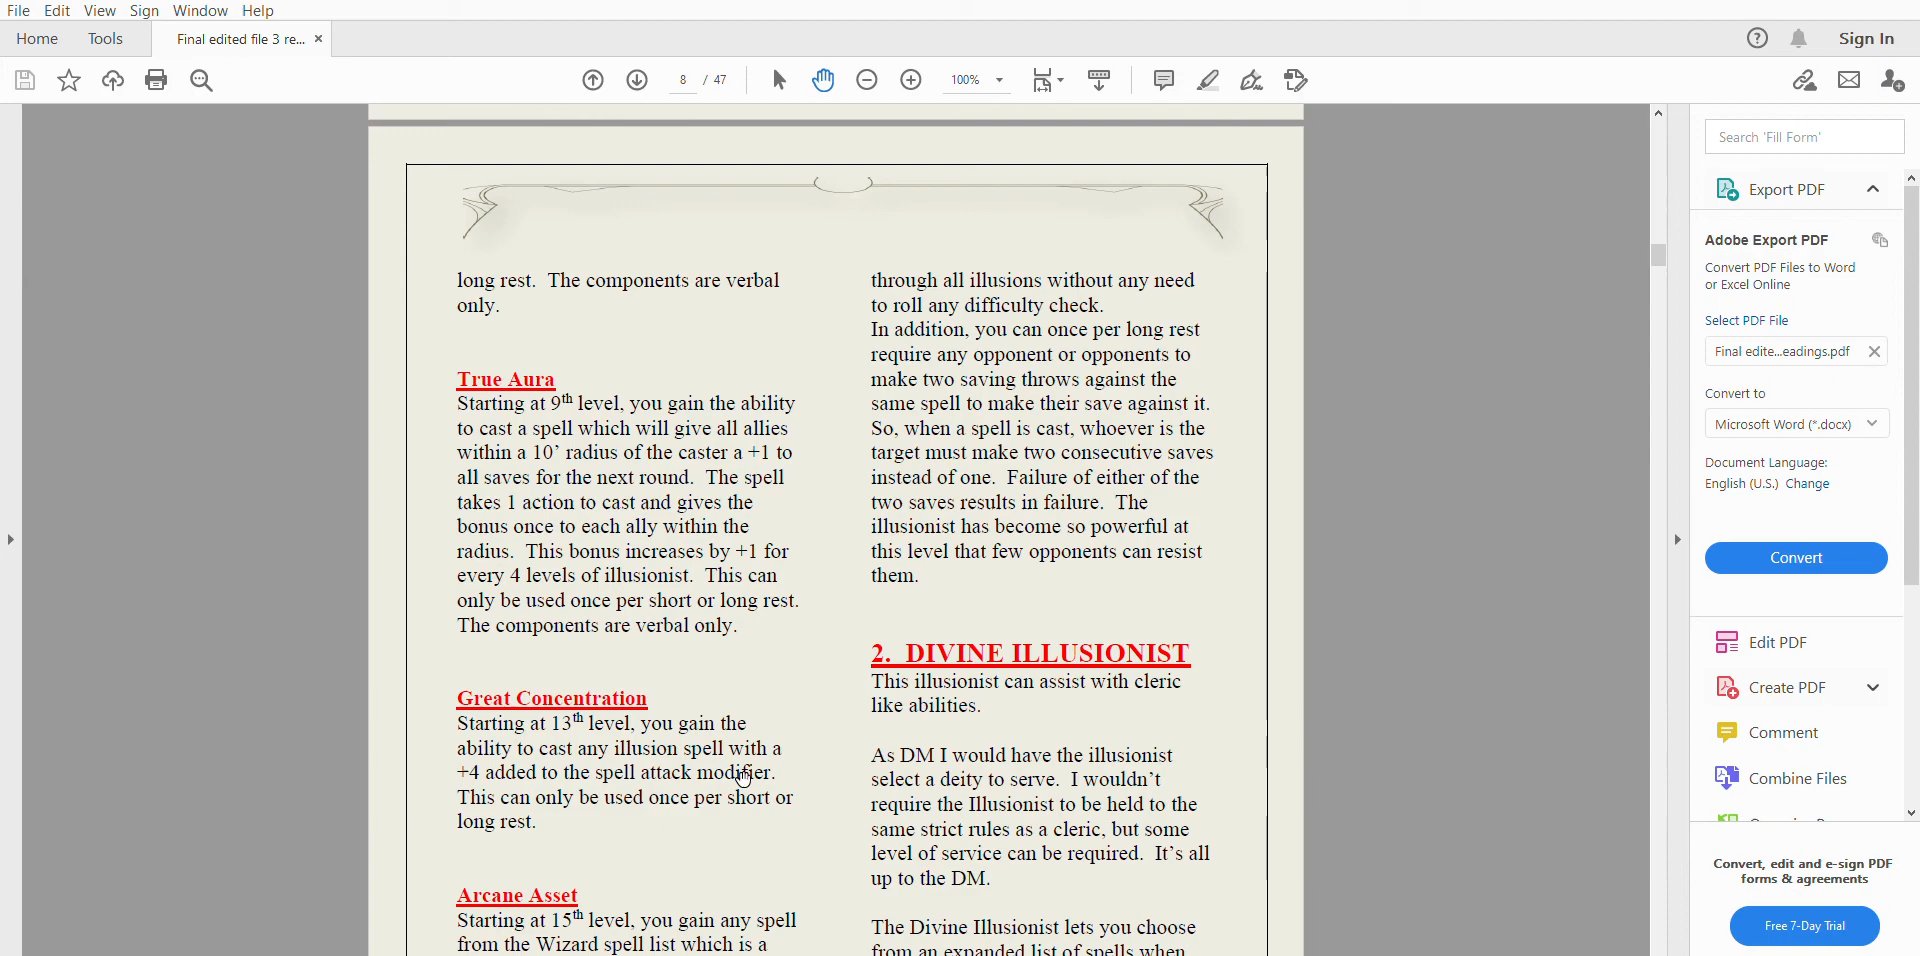 File Edit View Sign Window Help
Home Tools Final edited file 3 re... × Sign In
8 / 47 100%
long rest.  The components are verbal
only.
True Aura
Starting at 9th level, you gain the ability
to cast a spell which will give all allies
within a 10’ radius of the caster a +1 to
all saves for the next round.  The spell
takes 1 action to cast and gives the
bonus once to each ally within the
radius.  This bonus increases by +1 for
every 4 levels of illusionist.  This can
only be used once per short or long rest.
The components are verbal only.
Great Concentration
Starting at 13th level, you gain the
ability to cast any illusion spell with a
+4 added to the spell attack modifier.
This can only be used once per short or
long rest.
Arcane Asset
Starting at 15th level, you gain any spell
from the Wizard spell list which is a
through all illusions without any need
to roll any difficulty check.
In addition, you can once per long rest
require any opponent or opponents to
make two saving throws against the
same spell to make their save against it.
So, when a spell is cast, whoever is the
target must make two consecutive saves
instead of one.  Failure of either of the
two saves results in failure.  The
illusionist has become so powerful at
this level that few opponents can resist
them.
2.  DIVINE ILLUSIONIST
This illusionist can assist with cleric
like abilities.
As DM I would have the illusionist
select a deity to serve.  I wouldn’t
require the Illusionist to be held to the
same strict rules as a cleric, but some
level of service can be required.  It’s all
up to the DM.
The Divine Illusionist lets you choose
from an expanded list of spells when
Search 'Fill Form'
Export PDF
Adobe Export PDF
Convert PDF Files to Word
or Excel Online
Select PDF File
Final edite...eadings.pdf
Convert to
Microsoft Word (*.docx)
Document Language:
English (U.S.) Change
Convert
Edit PDF
Create PDF
Comment
Combine Files
Convert, edit and e-sign PDF
forms & agreements
Free 7-Day Trial